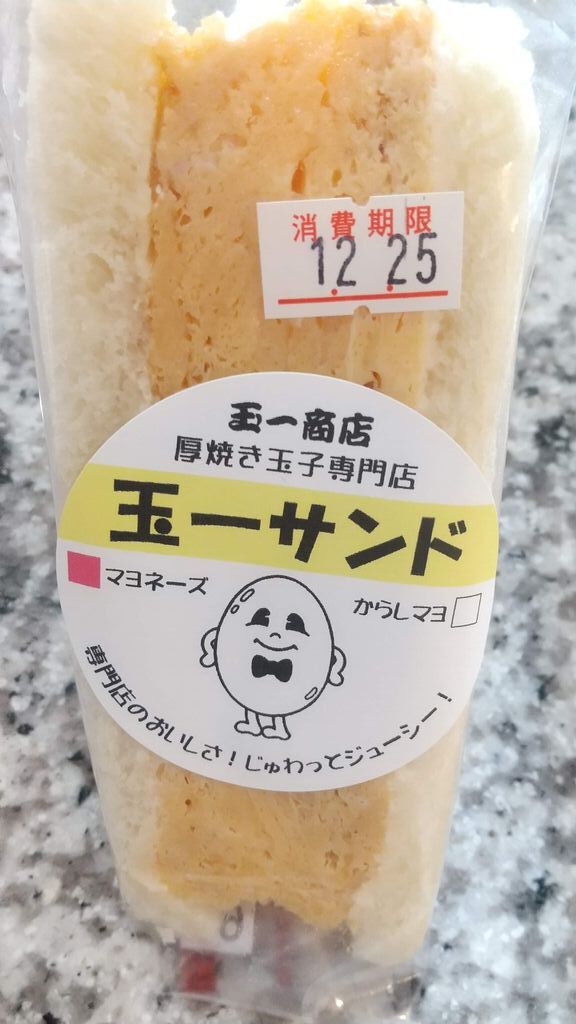 消費期限
12.25
玉一商店
厚焼き玉子専門店
玉一サンド
マヨネーズ
からしマヨ
専門店のおいしさ！じゅわっとジューシー！